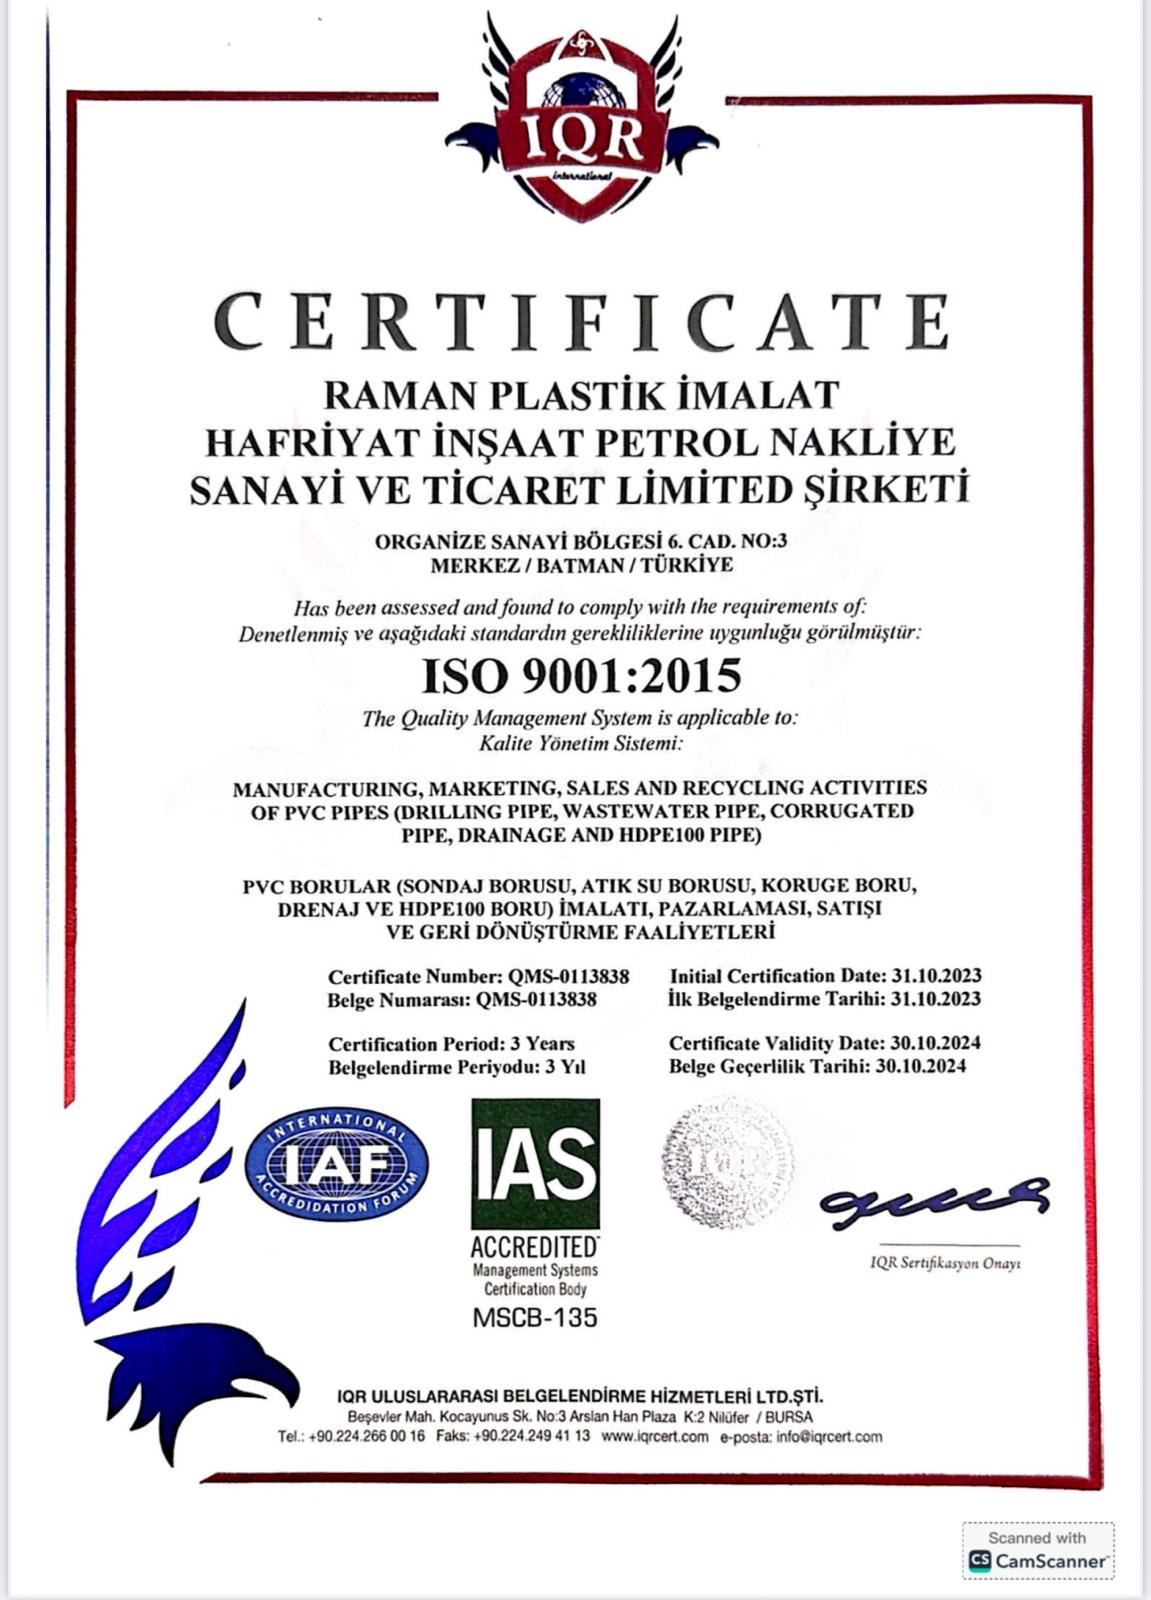 IQR
international
CERTIFICATE
RAMAN PLASTİK İMALAT
HAFRİYAT İNŞAAT PETROL NAKLİYE
SANAYİ VE TİCARET LİMİTED ŞİRKETİ
ORGANİZE SANAYİ BÖLGESİ 6. CAD. NO:3
MERKEZ / BATMAN / TÜRKİYE
Has been assessed and found to comply with the requirements of:
Denetlenmiş ve aşağıdaki standardın gerekliliklerine uygunluğu görülmüştür:
ISO 9001:2015
The Quality Management System is applicable to:
Kalite Yönetim Sistemi:
MANUFACTURING, MARKETING, SALES AND RECYCLING ACTIVITIES
OF PVC PIPES (DRILLING PIPE, WASTEWATER PIPE, CORRUGATED
PIPE, DRAINAGE AND HDPE100 PIPE)
PVC BORULAR (SONDAJ BORUSU, ATIK SU BORUSU, KORUGE BORU,
DRENAJ VE HDPE100 BORU) İMALATI, PAZARLAMASI, SATIŞI
VE GERİ DÖNÜŞTÜRME FAALİYETLERİ
Certificate Number: QMS-0113838 Initial Certification Date: 31.10.2023
Belge Numarası: QMS-0113838 İlk Belgelendirme Tarihi: 31.10.2023
Certification Period: 3 Years Certificate Validity Date: 30.10.2024
Belgelendirme Periyodu: 3 Yıl Belge Geçerlilik Tarihi: 30.10.2024
INTERNATIONAL
IAF
ACCREDIDATION FORUM
IAS
ACCREDITED
Management Systems
Certification Body
MSCB-135
IQR
IQR Sertifikasyon Onayı
IQR ULUSLARARASI BELGELENDİRME HİZMETLERİ LTD.ŞTİ.
Beşevler Mah. Kocayunus Sk. No:3 Arslan Han Plaza K:2 Nilüfer / BURSA
Tel.: +90.224.266 00 16 Faks: +90.224.249 41 13 www.iqrcert.com e-posta: info@iqrcert.com
Scanned with
CS CamScanner